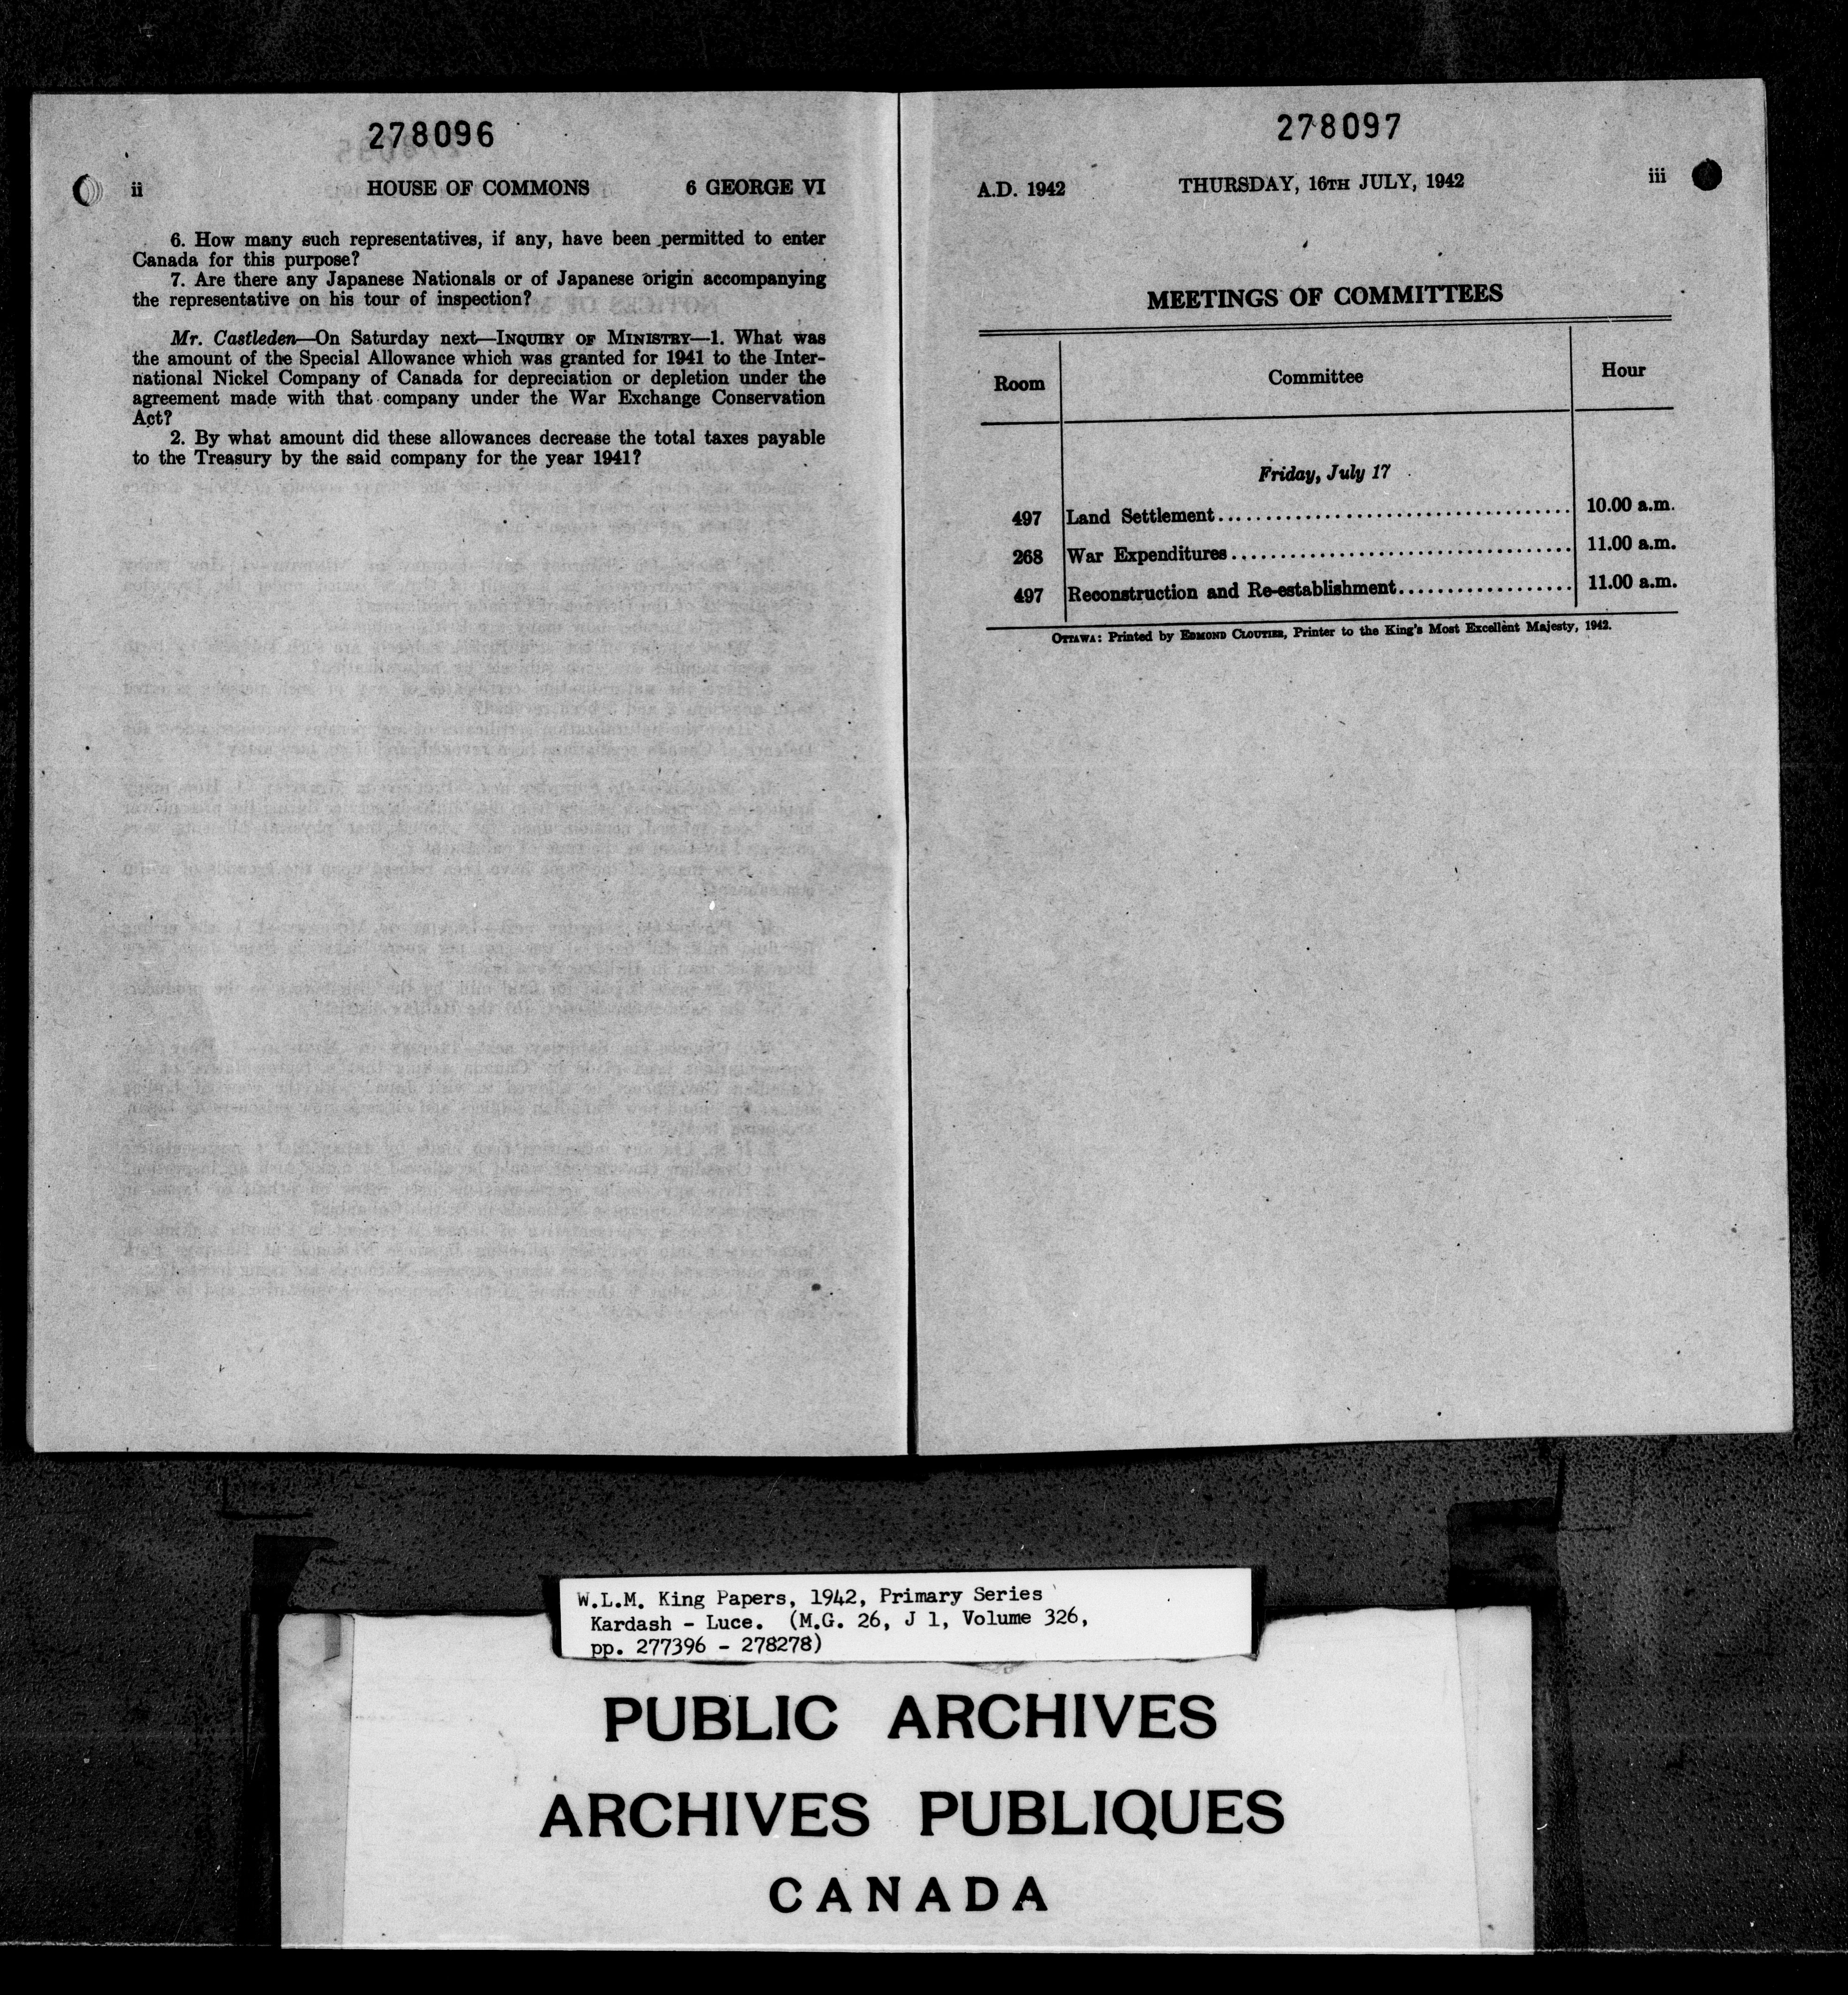 278096
ii HOUSE OF COMMONS 6 GEORGE VI
6. How many such representatives, if any, have been permitted to enter
Canada for this purpose?
7. Are there any Japanese Nationals or of Japanese origin accompanying
the representative on his tour of inspection?
Mr. Castleden—On Saturday next—INQUIRY OF MINISTRY—1. What was
the amount of the Special Allowance which was granted for 1941 to the Inter-
national Nickel Company of Canada for depreciation or depletion under the
agreement made with that company under the War Exchange Conservation
Act?
2. By what amount did these allowances decrease the total taxes payable
to the Treasury by the said company for the year 1941?
278097
A.D. 1942 THURSDAY, 16TH JULY, 1942 iii
MEETINGS OF COMMITTEES
Room Committee Hour
Friday, July 17
497 Land Settlement 10.00 a.m.
268 War Expenditures 11.00 a.m.
497 Reconstruction and Re-establishment 11.00 a.m.
OTTAWA: Printed by EDMOND CLOUTIER, Printer to the King's Most Excellent Majesty, 1942.
W.L.M. King Papers, 1942, Primary Series
Kardash - Luce. (M.G. 26, J 1, Volume 326,
pp. 277396 - 278278)
PUBLIC ARCHIVES
ARCHIVES PUBLIQUES
CANADA